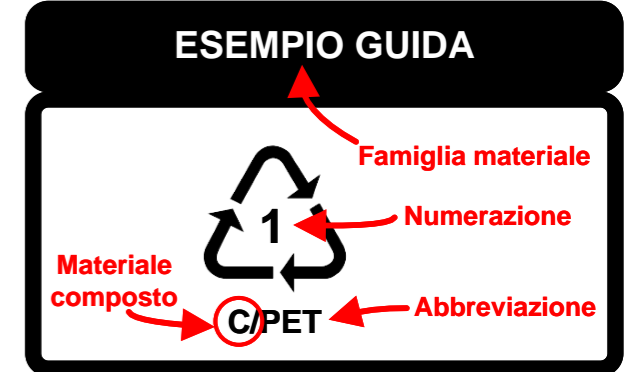 ESEMPIO GUIDA
Famiglia materiale
1
Numerazione
Materiale
composto
C/PET
Abbreviazione